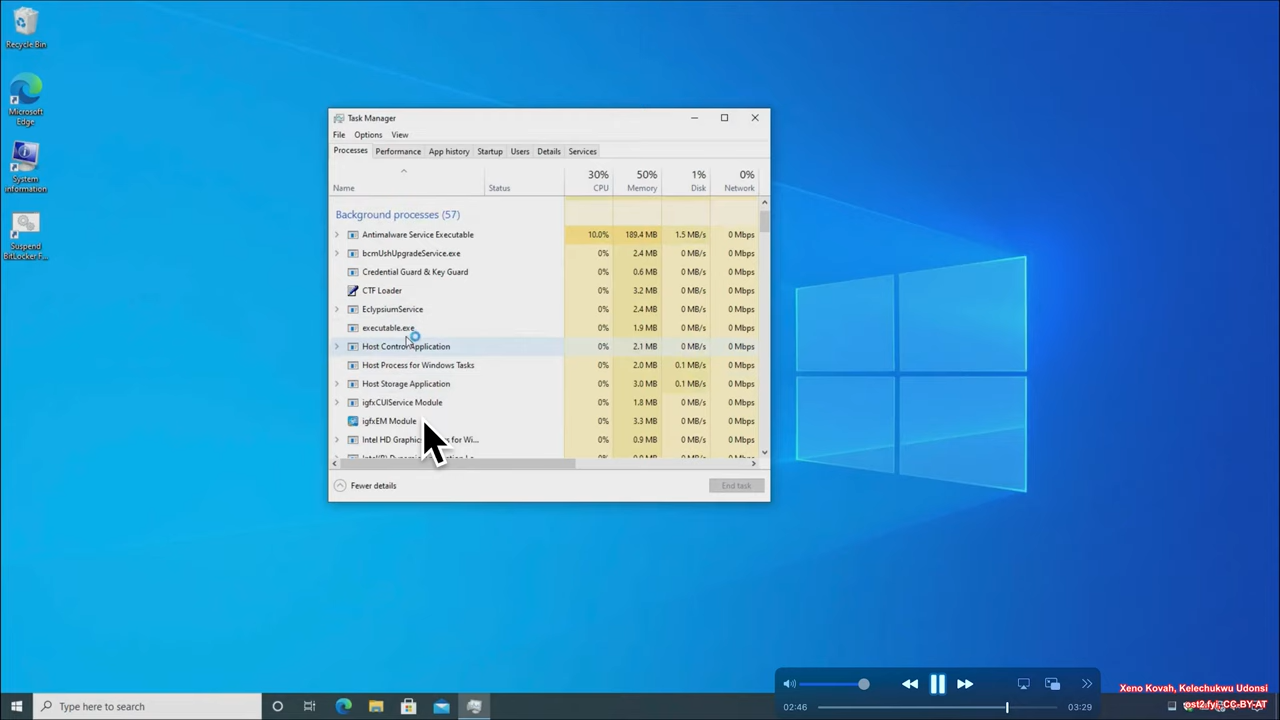 Recycle Bin
Microsoft
Edge
System
Information
Suspend
BitLocker F...
Task Manager
File Options View
Processes Performance App history Startup Users Details Services
30% 50% 1% 0%
Name Status CPU Memory Disk Network
Background processes (57)
Antimalware Service Executable 10.0% 189.4 MB 1.5 MB/s 0 Mbps
bcmUshUpgradeService.exe 0% 2.4 MB 0 MB/s 0 Mbps
Credential Guard & Key Guard 0% 0.6 MB 0 MB/s 0 Mbps
CTF Loader 0% 3.2 MB 0 MB/s 0 Mbps
EclypsiumService 0% 2.4 MB 0 MB/s 0 Mbps
executable.exe 0% 1.9 MB 0 MB/s 0 Mbps
Host Control Application 0% 2.1 MB 0 MB/s 0 Mbps
Host Process for Windows Tasks 0% 2.0 MB 0.1 MB/s 0 Mbps
Host Storage Application 0% 3.0 MB 0.1 MB/s 0 Mbps
igfxCUIService Module 0% 1.8 MB 0 MB/s 0 Mbps
igfxEM Module 0% 3.3 MB 0 MB/s 0 Mbps
Intel HD Graphics for Wi... 0% 0.9 MB 0 MB/s 0 Mbps
Fewer details End task
Type here to search
02:46 03:29
Xeno Kovah, Kelechukwu Udonsi
ost2.fyi, CC-BY-AT